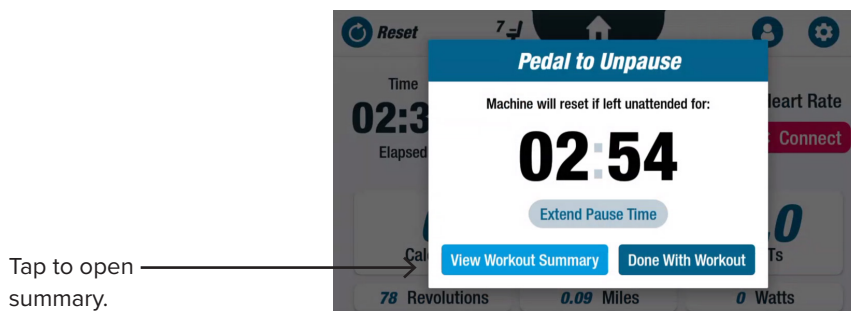 Reset
7
Pedal to Unpause
Time
Machine will reset if left unattended for:
Heart Rate
02:3
02:54
Connect
Elapsed
Extend Pause Time
0
Cal
View Workout Summary
Done With Workout
Ts
Tap to open
summary.
78 Revolutions
0.09 Miles
0 Watts